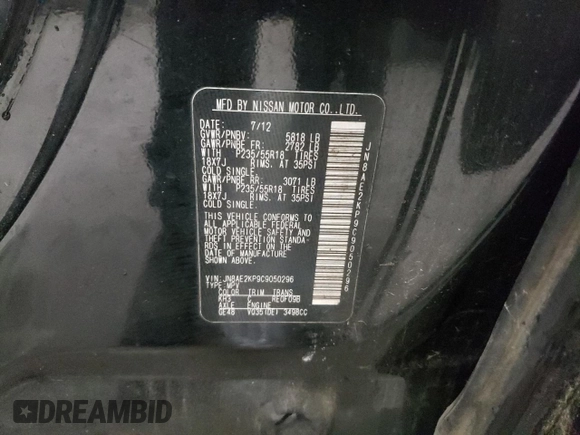 MFD BY NISSAN MOTOR CO.,LTD.
DATE: 7/12
GVWR/PNBV: 5818 LB
GAWR/PNBE FR: 2782 LB
WITH P235/55R18 TIRES
18X7J RIMS. AT 35PSI
COLD SINGLE.
GAWR/PNBE RR: 3071 LB
WITH P235/55R18 TIRES
18X7J RIMS. AT 35PSI
COLD SINGLE.
THIS VEHICLE CONFORMS TO
ALL APPLICABLE FEDERAL
MOTOR VEHICLE SAFETY AND
THEFT PREVENTION STANDA-
RDS IN EFFECT ON THE
DATE OF MANUFACTURE
SHOWN ABOVE.
VIN: JN8AE2KP9C9050296
TYPE: MPV
COLOR TRIM TRANS
KH3 C RE0F09B
AXLE ENGINE
GE48 VQ35(DE) 3498CC
JN8AE2KP9C9050296
DREAMBID